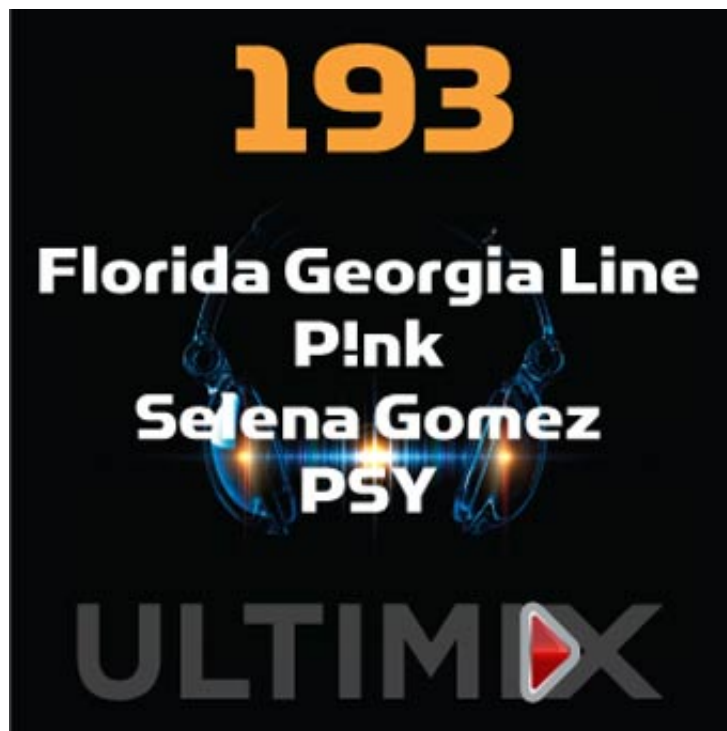 193
Florida Georgia Line
P!nk
Selena Gomez
PSY
ULTIMIX